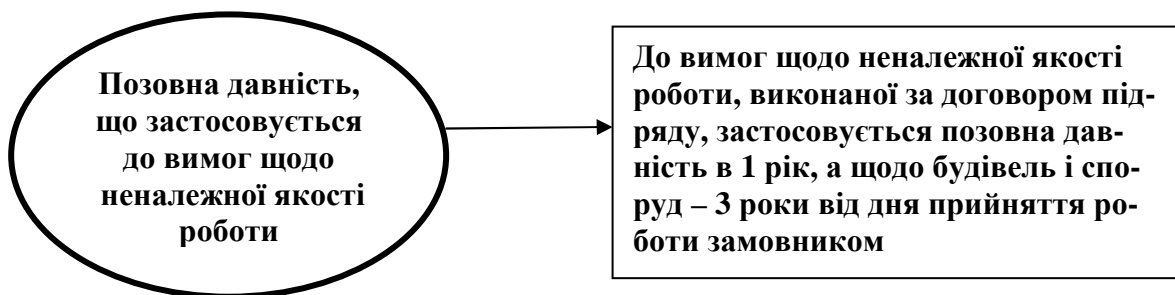 Позовна давність,
що застосовується
до вимог щодо
неналежної якості
роботи
До вимог щодо неналежної якості
роботи, виконаної за договором під-
ряду, застосовується позовна дав-
ність в 1 рік, а щодо будівель і спо-
руд – 3 роки від дня прийняття ро-
боти замовником